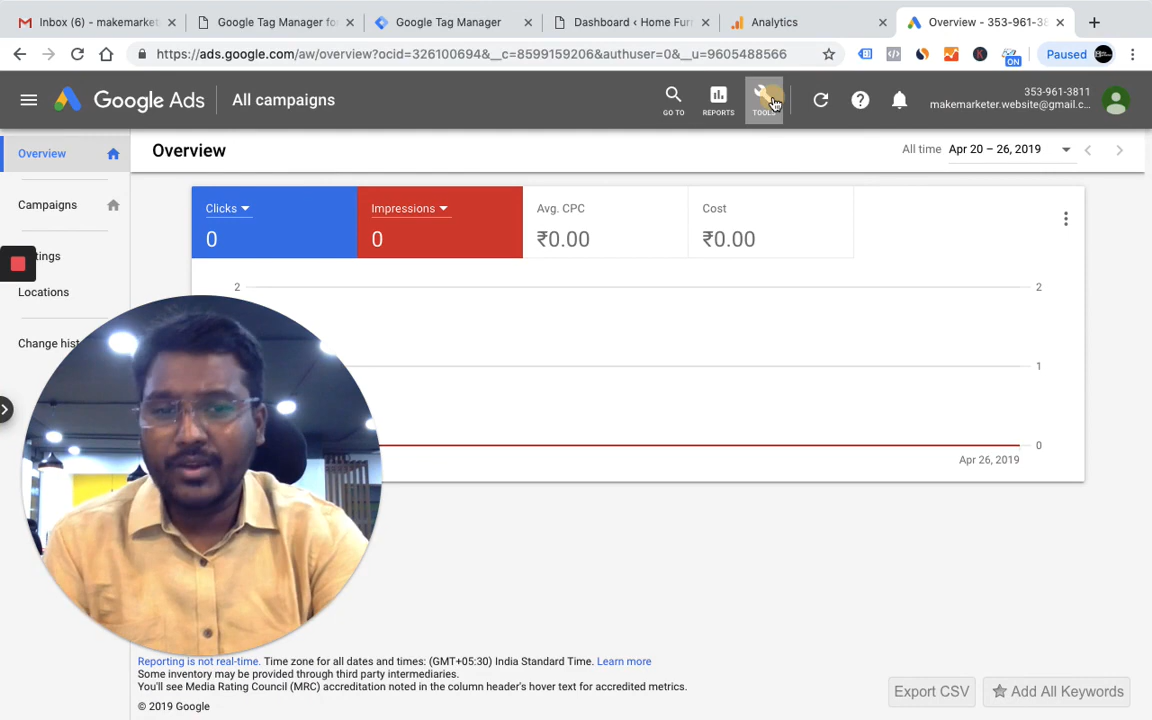 Inbox (6) - makemarket
Google Tag Manager fo
Google Tag Manager
Dashboard ‹ Home Furn
Analytics
Overview - 353-961-38
https://ads.google.com/aw/overview?ocid=326100694&__c=8599159206&authuser=0&__u=9605488566
ON
Paused
Google Ads
All campaigns
GO TO
REPORTS
TOOLS
353-961-3811
makemarketer.website@gmail.c...
Overview
Campaigns
tings
Locations
Change hist
Overview
All time
Apr 20 – 26, 2019
Clicks
0
Impressions
0
Avg. CPC
₹0.00
Cost
₹0.00
2
2
1
0
Apr 26, 2019
Reporting is not real-time. Time zone for all dates and times: (GMT+05:30) India Standard Time. Learn more
Some inventory may be provided through third party intermediaries.
You'll see Media Rating Council (MRC) accreditation noted in the column header's hover text for accredited metrics.
© 2019 Google
Export CSV
Add All Keywords